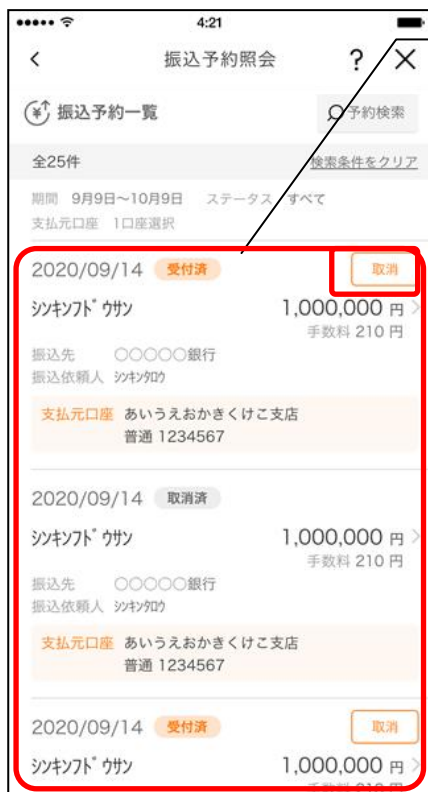 4:21
振込予約照会 ?
振込予約一覧 予約検索
全25件 検索条件をクリア
期間 9月9日～10月9日 ステータス すべて
支払元口座 1口座選択
2020/09/14 受付済 取消
ｼﾝｷﾝﾌﾄﾞｳｻﾝ 1,000,000 円
手数料 210 円
振込先 〇〇〇〇〇銀行
振込依頼人 ｼﾝｷﾝﾀﾛｳ
支払元口座 あいうえおかきくけこ支店
普通 1234567
2020/09/14 取消済
ｼﾝｷﾝﾌﾄﾞｳｻﾝ 1,000,000 円
手数料 210 円
振込先 〇〇〇〇〇銀行
振込依頼人 ｼﾝｷﾝﾀﾛｳ
支払元口座 あいうえおかきくけこ支店
普通 1234567
2020/09/14 受付済 取消
ｼﾝｷﾝﾌﾄﾞｳｻﾝ 1,000,000 円